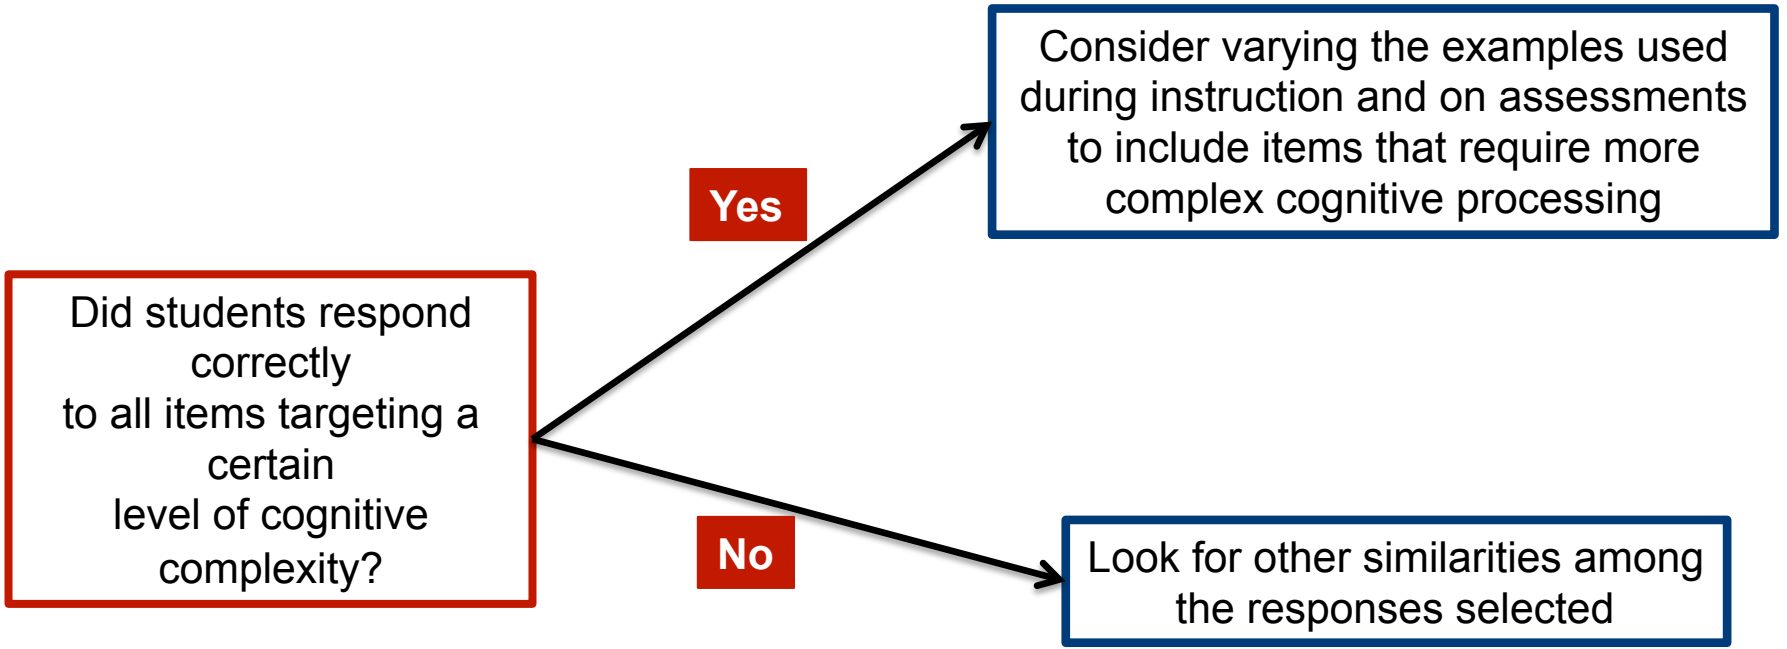 Did students respond
correctly
to all items targeting a
certain
level of cognitive
complexity?
Yes
Consider varying the examples used
during instruction and on assessments
to include items that require more
complex cognitive processing
No
Look for other similarities among
the responses selected